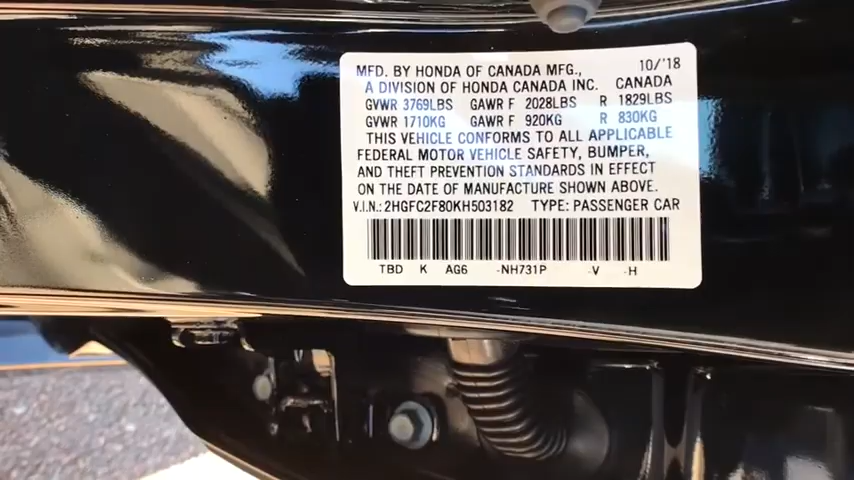 MFD. BY HONDA OF CANADA MFG., 10/'18
A DIVISION OF HONDA CANADA INC. CANADA
GVWR 3769LBS GAWR F 2028LBS R 1829LBS
GVWR 1710KG GAWR F 920KG R 830KG
THIS VEHICLE CONFORMS TO ALL APPLICABLE
FEDERAL MOTOR VEHICLE SAFETY, BUMPER,
AND THEFT PREVENTION STANDARDS IN EFFECT
ON THE DATE OF MANUFACTURE SHOWN ABOVE.
V.I.N.:2HGFC2F80KH503182 TYPE:PASSENGER CAR
TBD K AG6 -NH731P -V -H